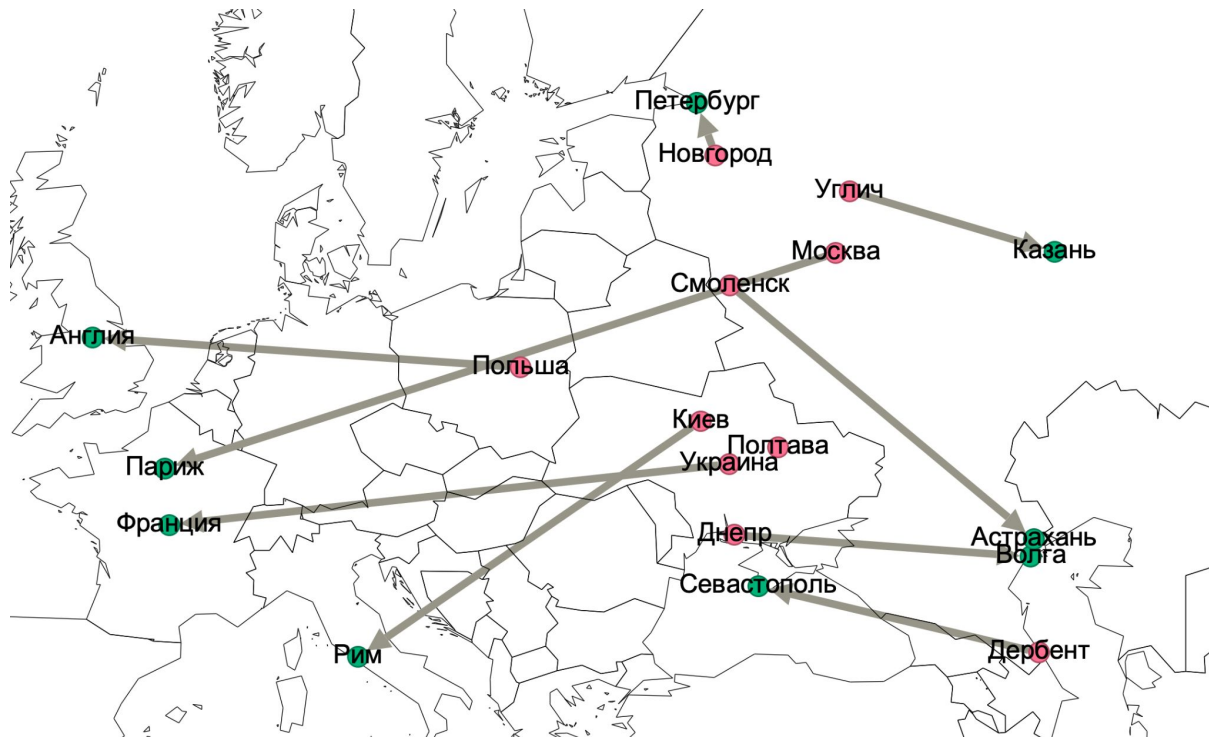 Петербург
Новгород
Углич
Москва
Казань
Смоленск
Англия
Польша
Киев
Полтава
Париж
Украина
Франция
Днепр
Астрахань
Волга
Севастополь
Рим
Дербент